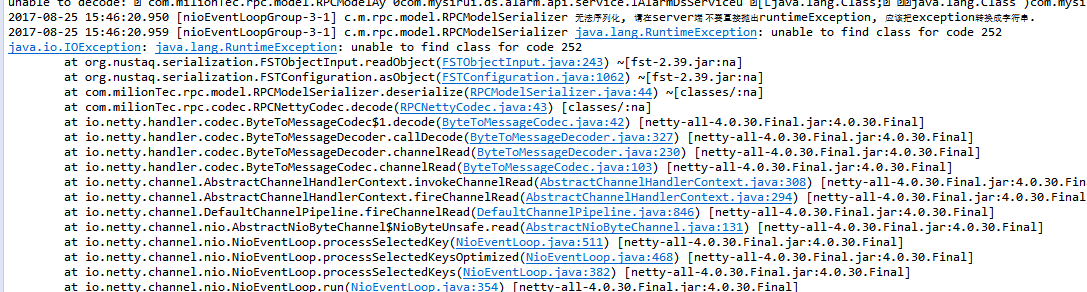 unable to decode: com.milionTec.rpc.model.RPCModelAy 0com.mysirui.ds.alarm.api.service.IAlarmDsServiceu [Ljava.lang.Class; java.lang.Class )com.mysi
2017-08-25 15:46:20.950 [nioEventLoopGroup-3-1] c.m.rpc.model.RPCModelSerializer 无法序列化, 请在server端 不要直接抛出runtimeException, 应该把exception转换成字符串.
2017-08-25 15:46:20.959 [nioEventLoopGroup-3-1] c.m.rpc.model.RPCModelSerializer java.lang.RuntimeException: unable to find class for code 252
java.io.IOException: java.lang.RuntimeException: unable to find class for code 252
at org.nustaq.serialization.FSTObjectInput.readObject(FSTObjectInput.java:243) ~[fst-2.39.jar:na]
at org.nustaq.serialization.FSTConfiguration.asObject(FSTConfiguration.java:1062) ~[fst-2.39.jar:na]
at com.milionTec.rpc.model.RPCModelSerializer.deserialize(RPCModelSerializer.java:44) ~[classes/:na]
at com.milionTec.rpc.codec.RPCNettyCodec.decode(RPCNettyCodec.java:43) [classes/:na]
at io.netty.handler.codec.ByteToMessageCodec$1.decode(ByteToMessageCodec.java:42) [netty-all-4.0.30.Final.jar:4.0.30.Final]
at io.netty.handler.codec.ByteToMessageDecoder.callDecode(ByteToMessageDecoder.java:327) [netty-all-4.0.30.Final.jar:4.0.30.Final]
at io.netty.handler.codec.ByteToMessageDecoder.channelRead(ByteToMessageDecoder.java:230) [netty-all-4.0.30.Final.jar:4.0.30.Final]
at io.netty.handler.codec.ByteToMessageCodec.channelRead(ByteToMessageCodec.java:103) [netty-all-4.0.30.Final.jar:4.0.30.Final]
at io.netty.channel.AbstractChannelHandlerContext.invokeChannelRead(AbstractChannelHandlerContext.java:308) [netty-all-4.0.30.Final.jar:4.0.30.Fin
at io.netty.channel.AbstractChannelHandlerContext.fireChannelRead(AbstractChannelHandlerContext.java:294) [netty-all-4.0.30.Final.jar:4.0.30.Final
at io.netty.channel.DefaultChannelPipeline.fireChannelRead(DefaultChannelPipeline.java:846) [netty-all-4.0.30.Final.jar:4.0.30.Final]
at io.netty.channel.nio.AbstractNioByteChannel$NioByteUnsafe.read(AbstractNioByteChannel.java:131) [netty-all-4.0.30.Final.jar:4.0.30.Final]
at io.netty.channel.nio.NioEventLoop.processSelectedKey(NioEventLoop.java:511) [netty-all-4.0.30.Final.jar:4.0.30.Final]
at io.netty.channel.nio.NioEventLoop.processSelectedKeysOptimized(NioEventLoop.java:468) [netty-all-4.0.30.Final.jar:4.0.30.Final]
at io.netty.channel.nio.NioEventLoop.processSelectedKeys(NioEventLoop.java:382) [netty-all-4.0.30.Final.jar:4.0.30.Final]
at io.netty.channel.nio.NioEventLoop.run(NioEventLoop.java:354) [netty-all-4.0.30.Final.jar:4.0.30.Final]